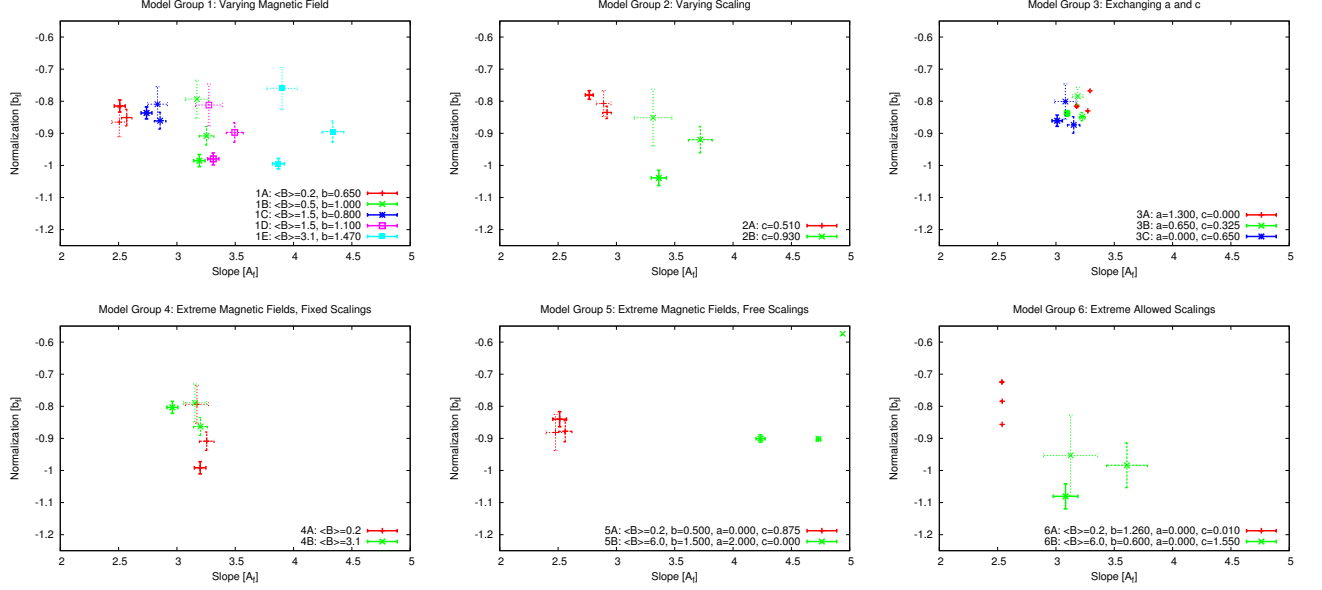 Model Group 1: Varying Magnetic Field
-0.6
-0.7
-0.8
-0.9
-1
-1.1
-1.2
Normalization [b_f]
1A: <B>=0.2, b=0.650
1B: <B>=0.5, b=1.000
1C: <B>=1.5, b=0.800
1D: <B>=1.5, b=1.100
1E: <B>=3.1, b=1.470
2 2.5 3 3.5 4 4.5 5
Slope [A_f]
Model Group 2: Varying Scaling
-0.6
-0.7
-0.8
-0.9
-1
-1.1
-1.2
Normalization [b_f]
2A: c=0.510
2B: c=0.930
2 2.5 3 3.5 4 4.5 5
Slope [A_f]
Model Group 3: Exchanging a and c
-0.6
-0.7
-0.8
-0.9
-1
-1.1
-1.2
Normalization [b_f]
3A: a=1.300, c=0.000
3B: a=0.650, c=0.325
3C: a=0.000, c=0.650
2 2.5 3 3.5 4 4.5 5
Slope [A_f]
Model Group 4: Extreme Magnetic Fields, Fixed Scalings
-0.6
-0.7
-0.8
-0.9
-1
-1.1
-1.2
Normalization [b_f]
4A: <B>=0.2
4B: <B>=3.1
2 2.5 3 3.5 4 4.5 5
Slope [A_f]
Model Group 5: Extreme Magnetic Fields, Free Scalings
-0.6
-0.7
-0.8
-0.9
-1
-1.1
-1.2
Normalization [b_f]
5A: <B>=0.2, b=0.500, a=0.000, c=0.875
5B: <B>=6.0, b=1.500, a=2.000, c=0.000
2 2.5 3 3.5 4 4.5 5
Slope [A_f]
Model Group 6: Extreme Allowed Scalings
-0.6
-0.7
-0.8
-0.9
-1
-1.1
-1.2
Normalization [b_f]
6A: <B>=0.2, b=1.260, a=0.000, c=0.010
6B: <B>=6.0, b=0.600, a=0.000, c=1.550
2 2.5 3 3.5 4 4.5 5
Slope [A_f]